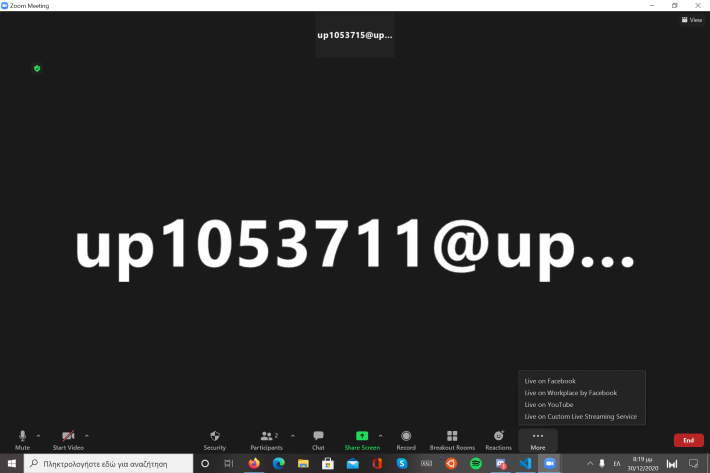 Zoom Meeting
up1053715@up...
View
up1053711@up...
Live on Facebook
Live on Workplace by Facebook
Live on YouTube
Live on Custom Live Streaming Service
Mute
Start Video
Security
Participants
2
Chat
Share Screen
Record
Breakout Rooms
Reactions
More
End
Πληκτρολογήστε εδώ για αναζήτηση
ΕΛ
8:19 μμ
30/12/2020